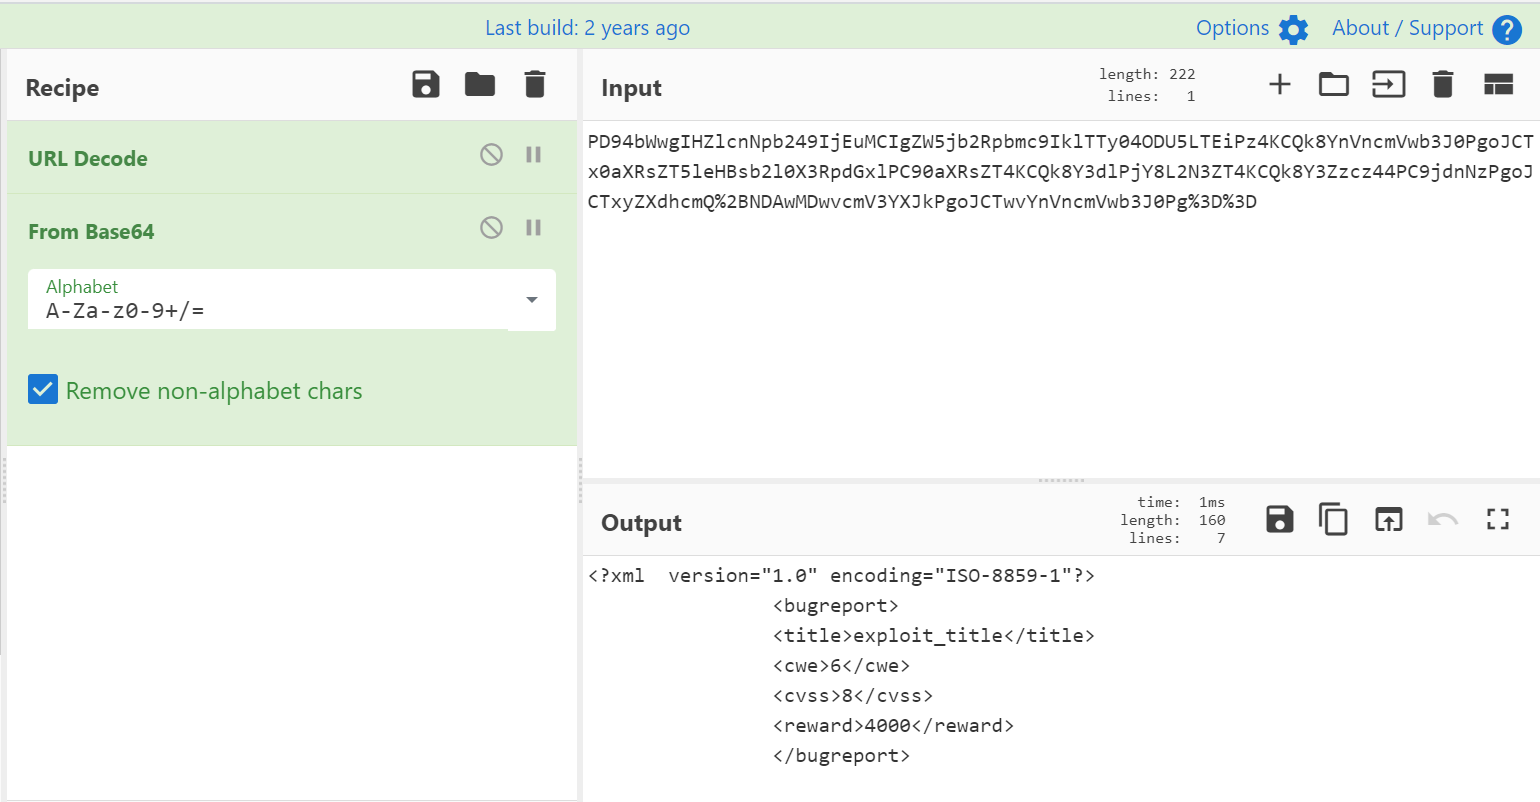 Last build: 2 years ago
Options
About / Support
Recipe
URL Decode
From Base64
Alphabet
A-Za-z0-9+/=
Remove non-alphabet chars
Input
length: 222
lines: 1
PD94bWwgIHZlcnNpb249IjEuMCIgZW5jb2Rpbmc9IklTTy04ODU5LTEiPz4KCQk8YnVncmVwb3J0PgoJCT
x0aXRsZT5leHBsb2l0X3RpdGxlPC90aXRsZT4KCQk8Y3dlPjY8L2N3ZT4KCQk8Y3Zzcz44PC9jdnNzPgoJ
CTxyZXdhcmQ%2BNDAwMDwvcmV3YXJkPgoJCTwvYnVncmVwb3J0Pg%3D%3D
Output
time: 1ms
length: 160
lines: 7
<?xml  version="1.0" encoding="ISO-8859-1"?>
<bugreport>
<title>exploit_title</title>
<cwe>6</cwe>
<cvss>8</cvss>
<reward>4000</reward>
</bugreport>